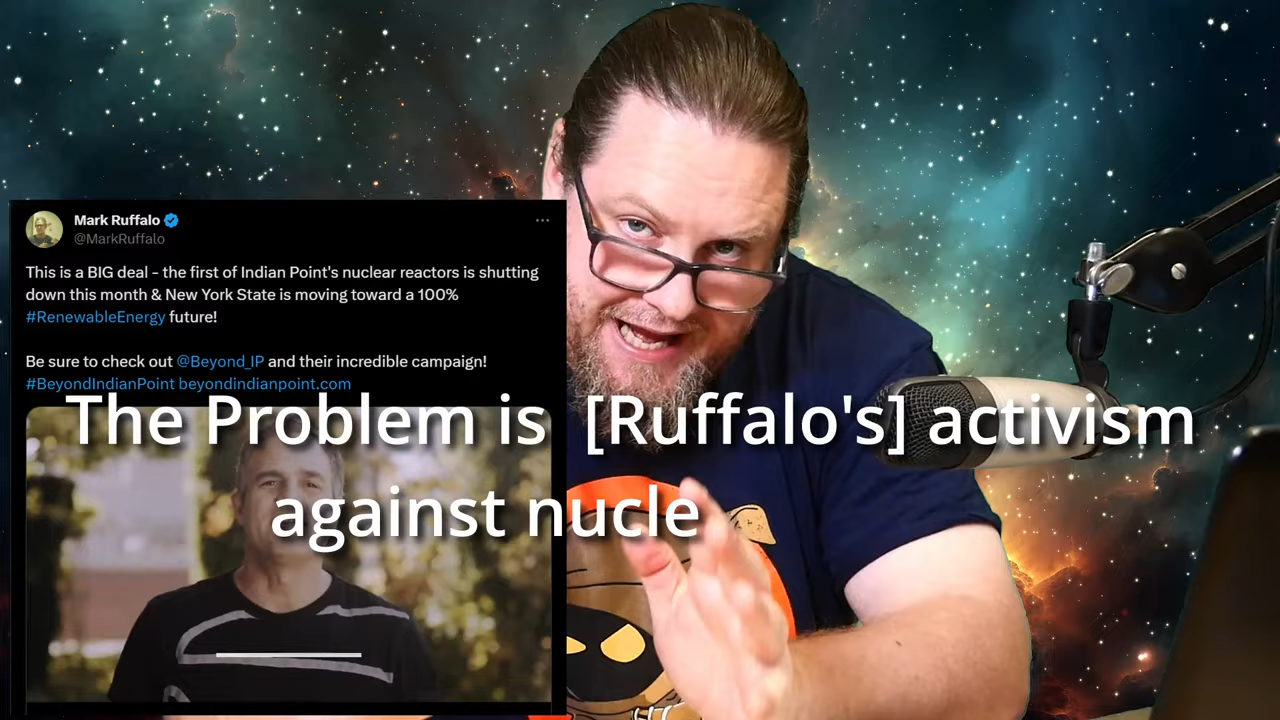 Mark Ruffalo
@MarkRuffalo
This is a BIG deal - the first of Indian Point's nuclear reactors is shutting
down this month & New York State is moving toward a 100%
#RenewableEnergy future!
Be sure to check out @Beyond_IP and their incredible campaign!
#BeyondIndianPoint beyondindianpoint.com
The Problem is [Ruffalo's] activism
against nucle